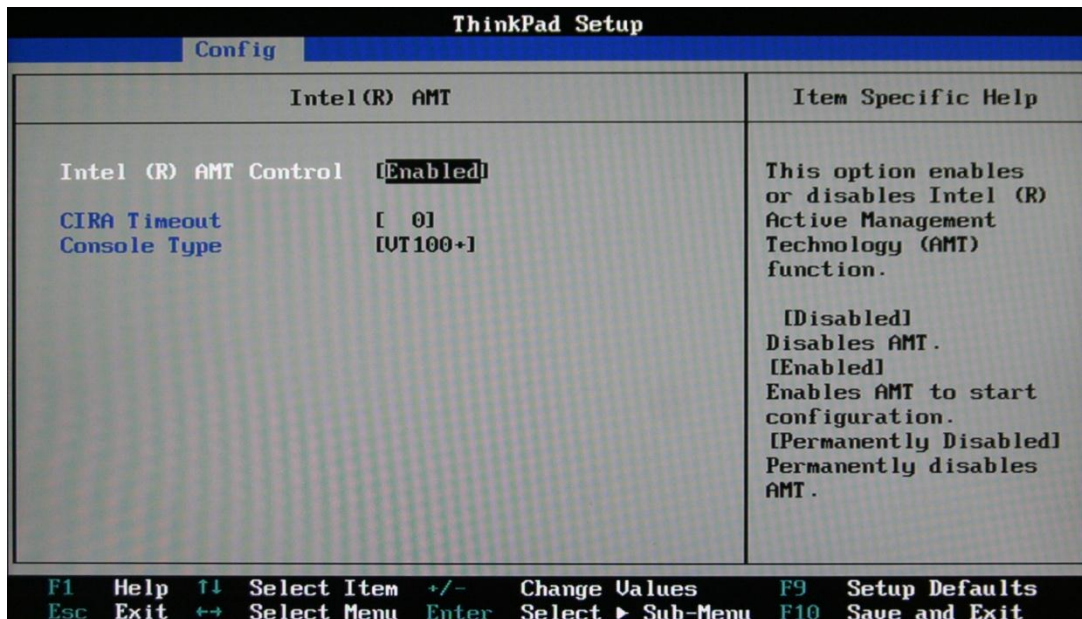 ThinkPad Setup
Config
Intel(R) AMT
Item Specific Help
Intel (R) AMT Control [Enabled]
CIRA Timeout [ 0]
Console Type [VT100+]
This option enables
or disables Intel (R)
Active Management
Technology (AMT)
function.
[Disabled]
Disables AMT.
[Enabled]
Enables AMT to start
configuration.
[Permanently Disabled]
Permanently disables
AMT.
F1 Help ↑↓ Select Item +/- Change Values F9 Setup Defaults
Esc Exit ←→ Select Menu Enter Select ▶ Sub-Menu F10 Save and Exit